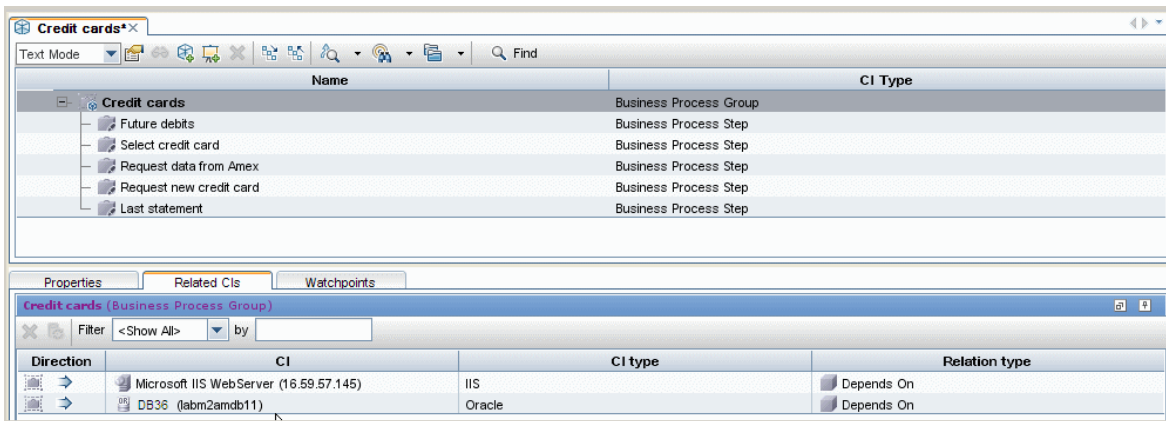 Credit cards*
Text Mode Find
Name CI Type
Credit cards Business Process Group
Future debits Business Process Step
Select credit card Business Process Step
Request data from Amex Business Process Step
Request new credit card Business Process Step
Last statement Business Process Step
Properties Related CIs Watchpoints
Credit cards (Business Process Group)
Filter <Show All> by
Direction CI CI type Relation type
Microsoft IIS WebServer (16.59.57.145) IIS Depends On
DB36 (labm2amdb11) Oracle Depends On